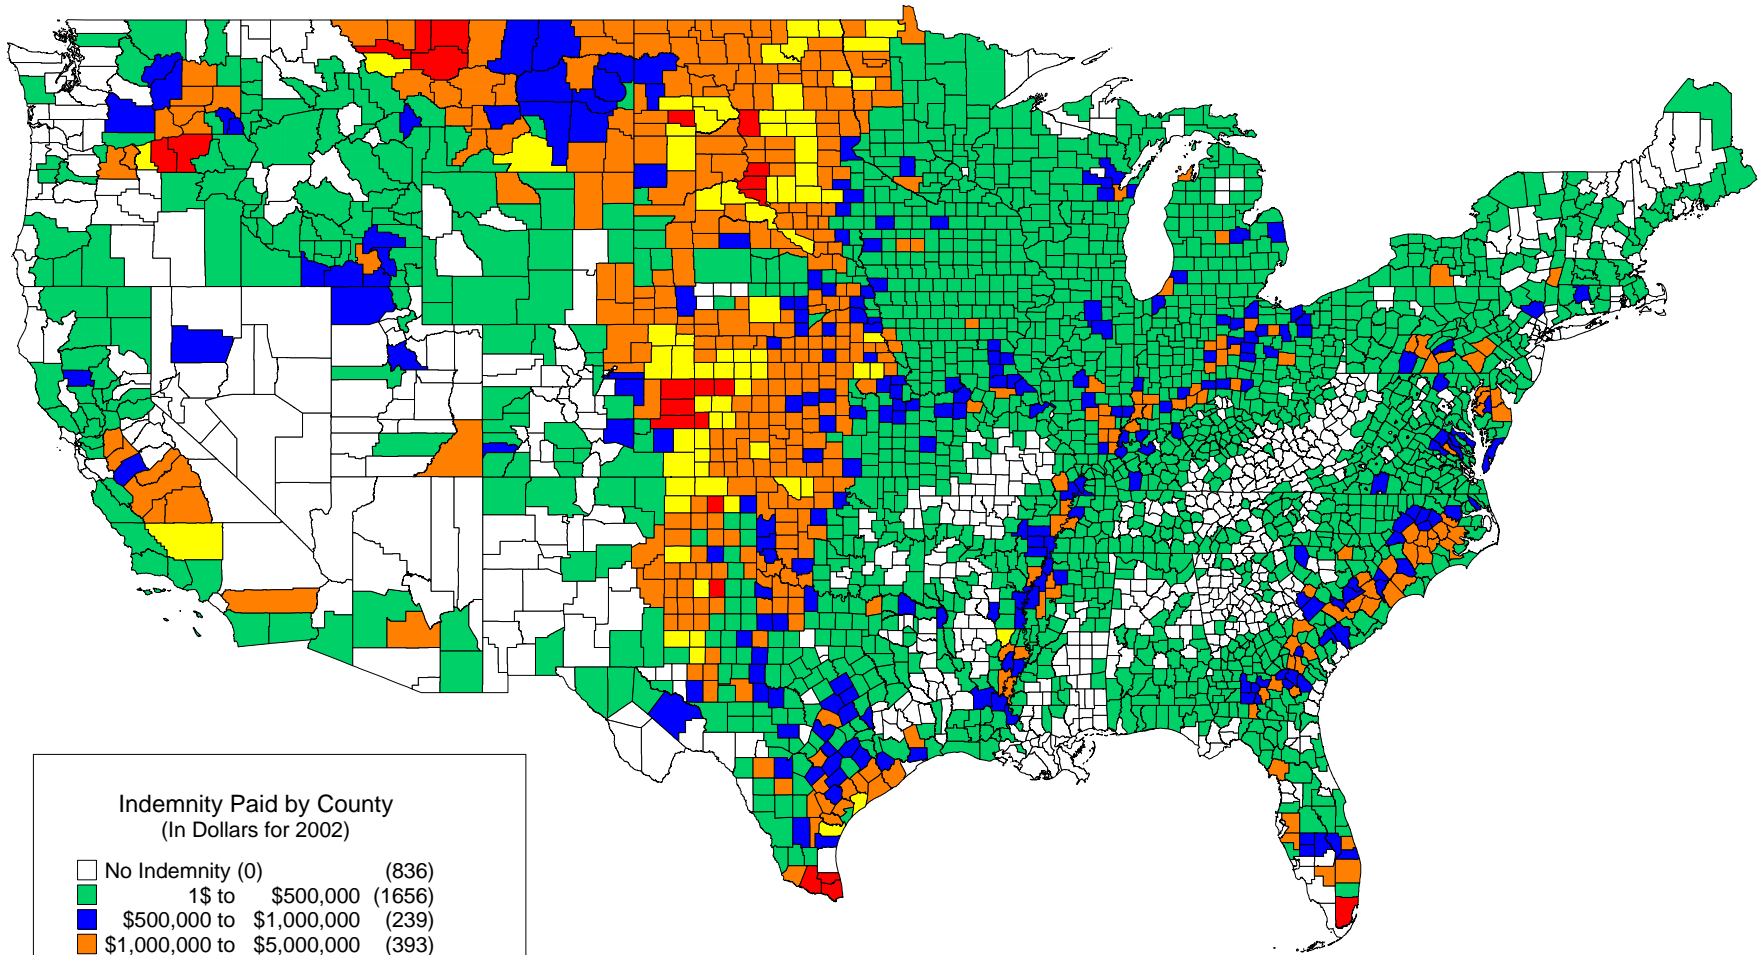 Indemnity Paid by County
(In Dollars for 2002)
No Indemnity (0) (836)
1$ to $500,000 (1656)
$500,000 to $1,000,000 (239)
$1,000,000 to $5,000,000 (393)